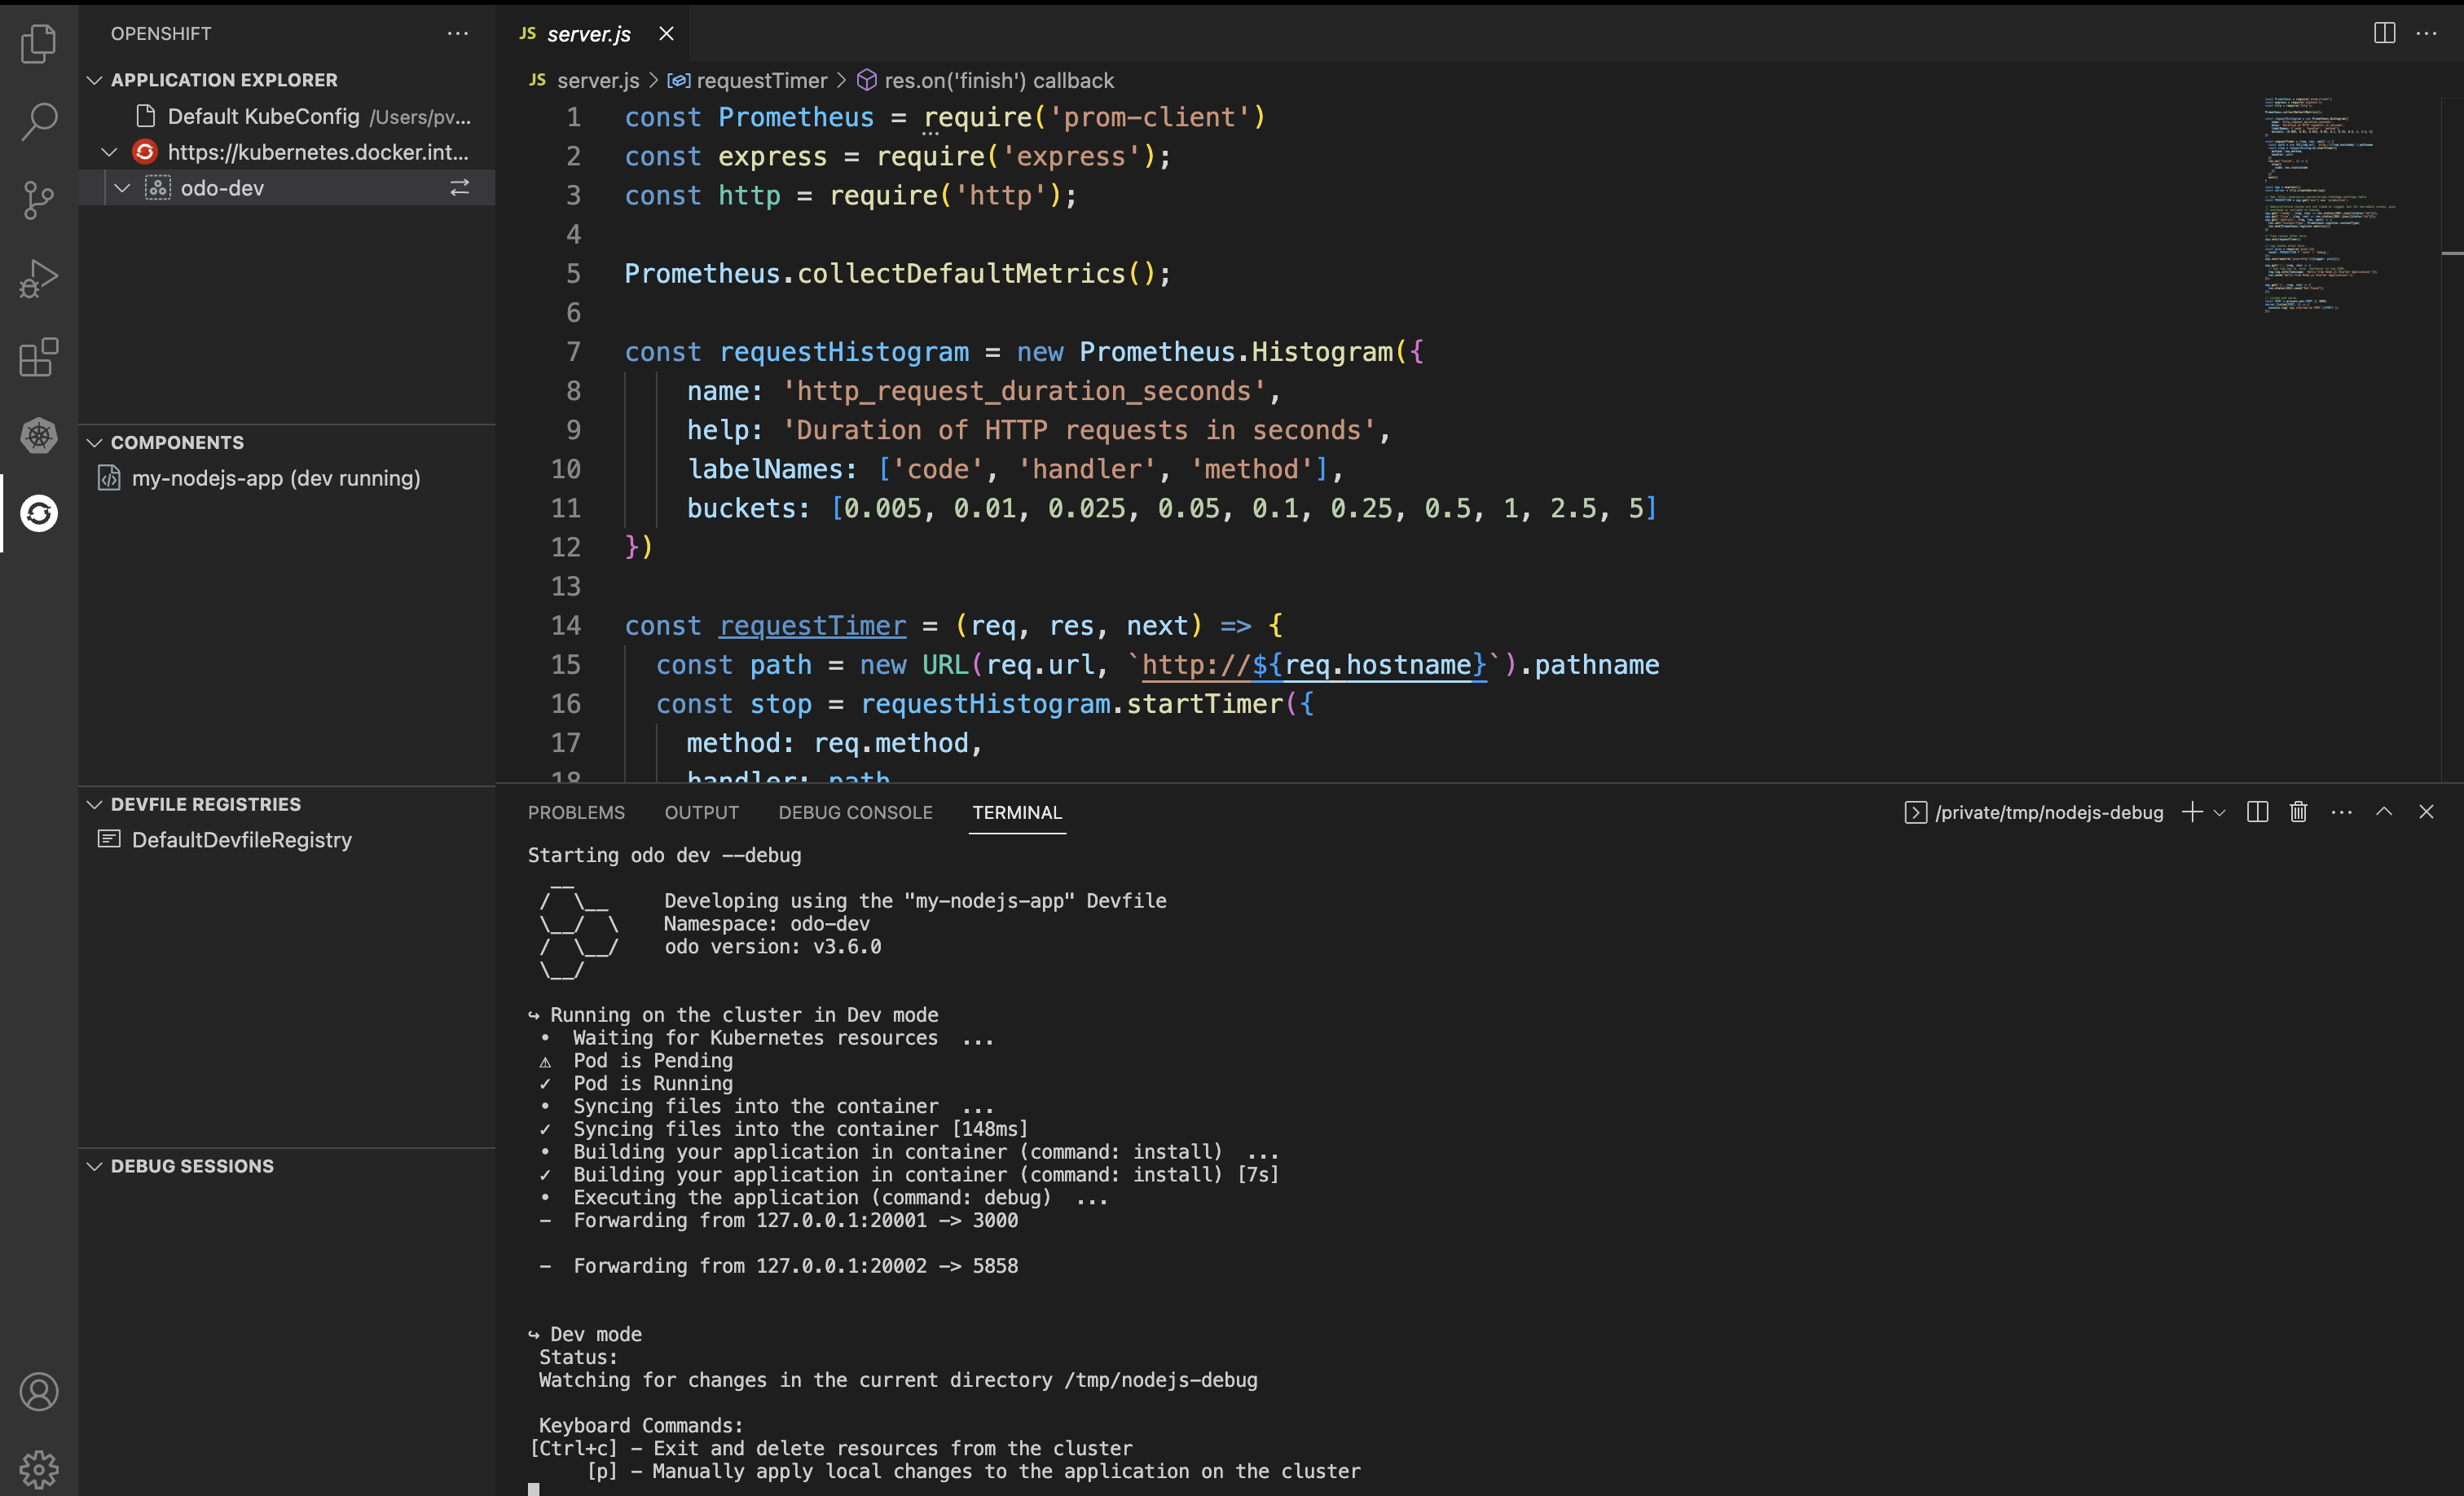 OPENSHIFT
APPLICATION EXPLORER
Default KubeConfig /Users/pv...
https://kubernetes.docker.int...
odo-dev
COMPONENTS
my-nodejs-app (dev running)
DEVFILE REGISTRIES
DefaultDevfileRegistry
DEBUG SESSIONS
JS server.js
JS server.js > requestTimer > res.on('finish') callback
1 const Prometheus = require('prom-client')
2 const express = require('express');
3 const http = require('http');
4
5 Prometheus.collectDefaultMetrics();
6
7 const requestHistogram = new Prometheus.Histogram({
8 name: 'http_request_duration_seconds',
9 help: 'Duration of HTTP requests in seconds',
10 labelNames: ['code', 'handler', 'method'],
11 buckets: [0.005, 0.01, 0.025, 0.05, 0.1, 0.25, 0.5, 1, 2.5, 5]
12 })
13
14 const requestTimer = (req, res, next) => {
15 const path = new URL(req.url, `http://${req.hostname}`).pathname
16 const stop = requestHistogram.startTimer({
17 method: req.method,
18 handler: path
PROBLEMS OUTPUT DEBUG CONSOLE TERMINAL /private/tmp/nodejs-debug
Starting odo dev --debug
  __
 /  \__     Developing using the "my-nodejs-app" Devfile
 \__/  \    Namespace: odo-dev
 /  \__/    odo version: v3.6.0
 \__/
↪ Running on the cluster in Dev mode
• Waiting for Kubernetes resources ...
⚠ Pod is Pending
✓ Pod is Running
• Syncing files into the container ...
✓ Syncing files into the container [148ms]
• Building your application in container (command: install) ...
✓ Building your application in container (command: install) [7s]
• Executing the application (command: debug) ...
- Forwarding from 127.0.0.1:20001 -> 3000
- Forwarding from 127.0.0.1:20002 -> 5858
↪ Dev mode
Status:
Watching for changes in the current directory /tmp/nodejs-debug
Keyboard Commands:
[Ctrl+c] - Exit and delete resources from the cluster
[p] - Manually apply local changes to the application on the cluster